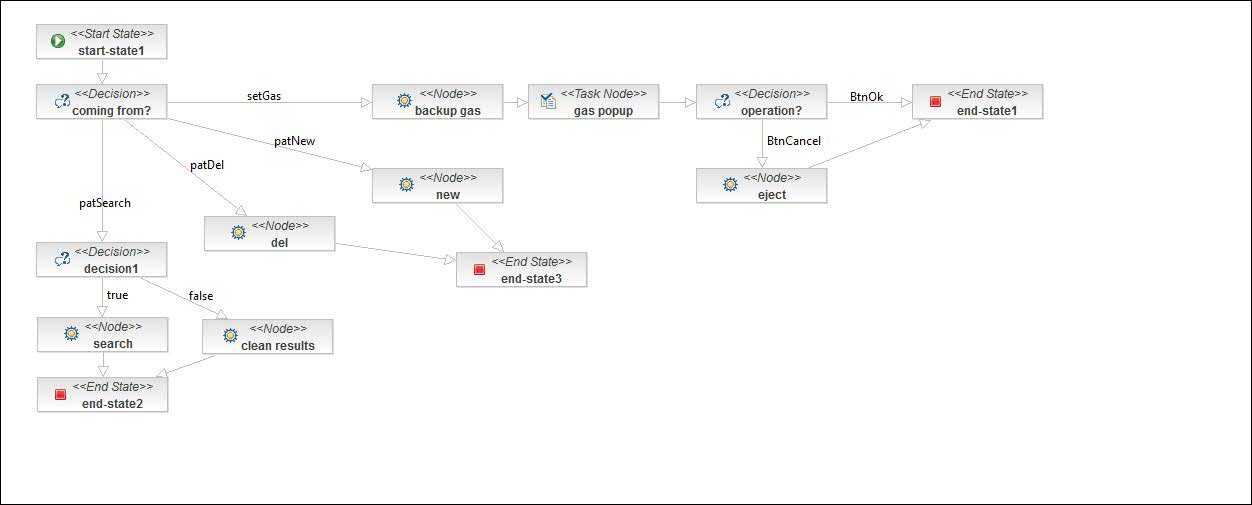 <<Start State>>
start-state1
<<Decision>>
coming from?
setGas
<<Node>>
backup gas
<<Task Node>>
gas popup
<<Decision>>
operation?
BtnOk
<<End State>>
end-state1
patNew
BtnCancel
patDel
<<Node>>
new
<<Node>>
eject
patSearch
<<Node>>
del
<<Decision>>
decision1
<<End State>>
end-state3
true
false
<<Node>>
search
<<Node>>
clean results
<<End State>>
end-state2